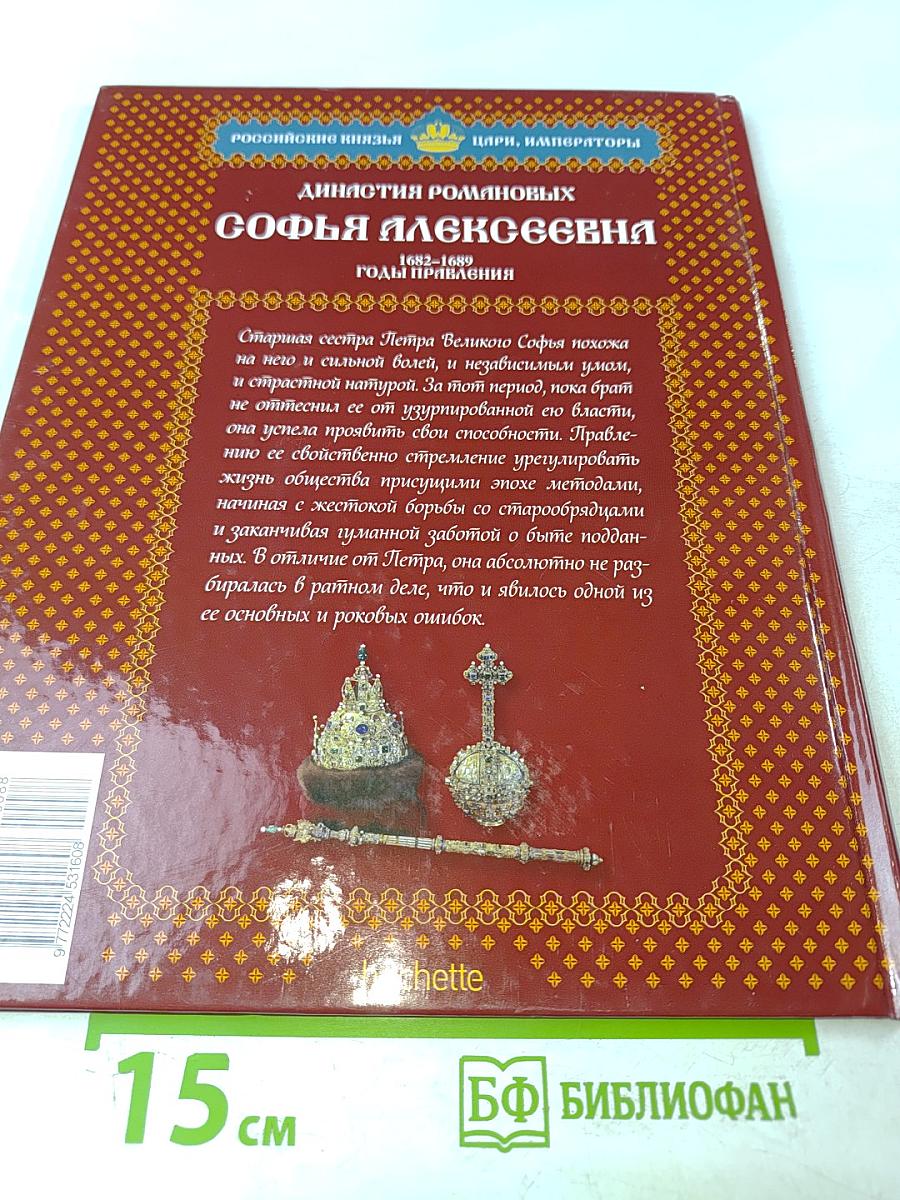 РОССИЙСКИЕ КНЯЗЬЯ ЦАРИ, ИМПЕРАТОРЫ
ДИНАСТИЯ РОМАНОВЫХ
СОФЬЯ АЛЕКСЕЕВНА
1682–1689
ГОДЫ ПРАВЛЕНИЯ
Старшая сестра Петра Великого Софья похожа
на него и сильной волей, и независимым умом,
и страстной натурой. За тот период, пока брат
не оттеснил ее от узурпированной ею власти,
она успела проявить свои способности. Правле-
нию ее свойственно стремление урегулировать
жизнь общества присущими эпохе методами,
начиная с жестокой борьбы со старообрядцами
и заканчивая гуманной заботой о быте поддан-
ных. В отличие от Петра, она абсолютно не раз-
биралась в ратном деле, что и явилось одной из
ее основных и роковых ошибок.
9 772224 531608
hachette
15 см
БФ БИБЛИОФАН